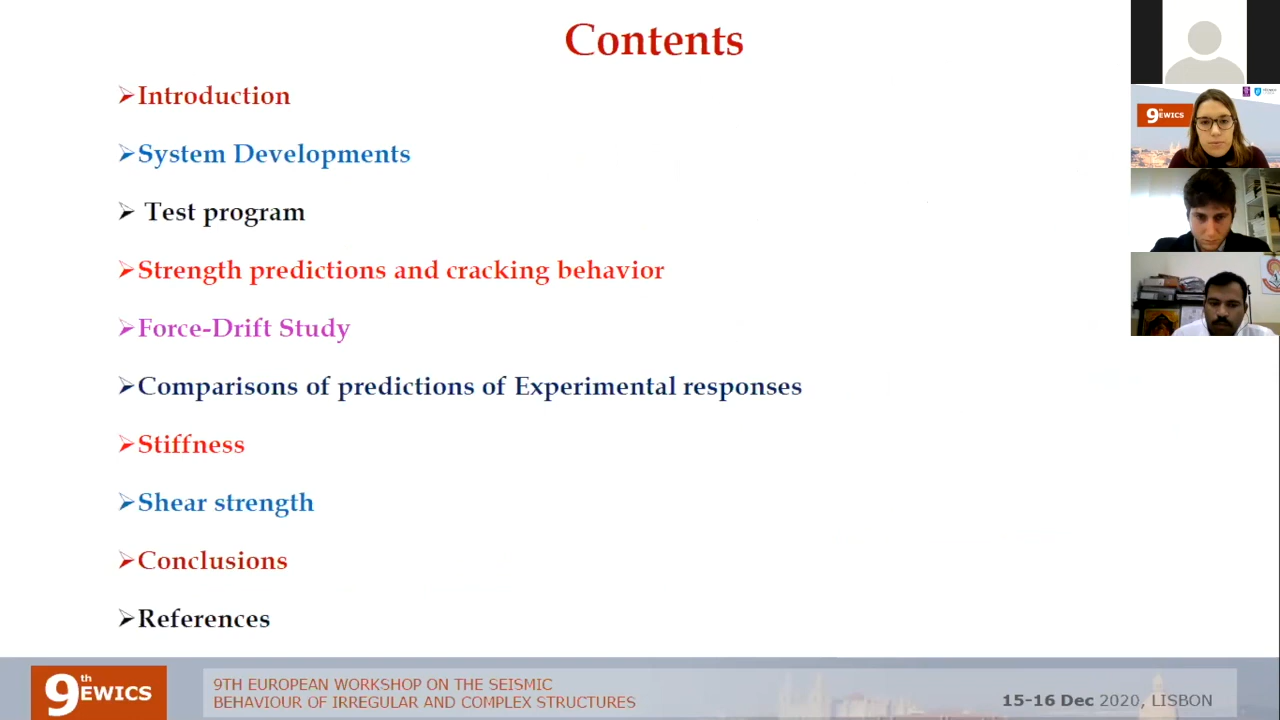 Contents
Introduction
System Developments
Test program
Strength predictions and cracking behavior
Force-Drift Study
Comparisons of predictions of Experimental responses
Stiffness
Shear strength
Conclusions
References
9th EWICS
9th EWICS
9TH EUROPEAN WORKSHOP ON THE SEISMIC
BEHAVIOUR OF IRREGULAR AND COMPLEX STRUCTURES
15-16 Dec 2020, LISBON